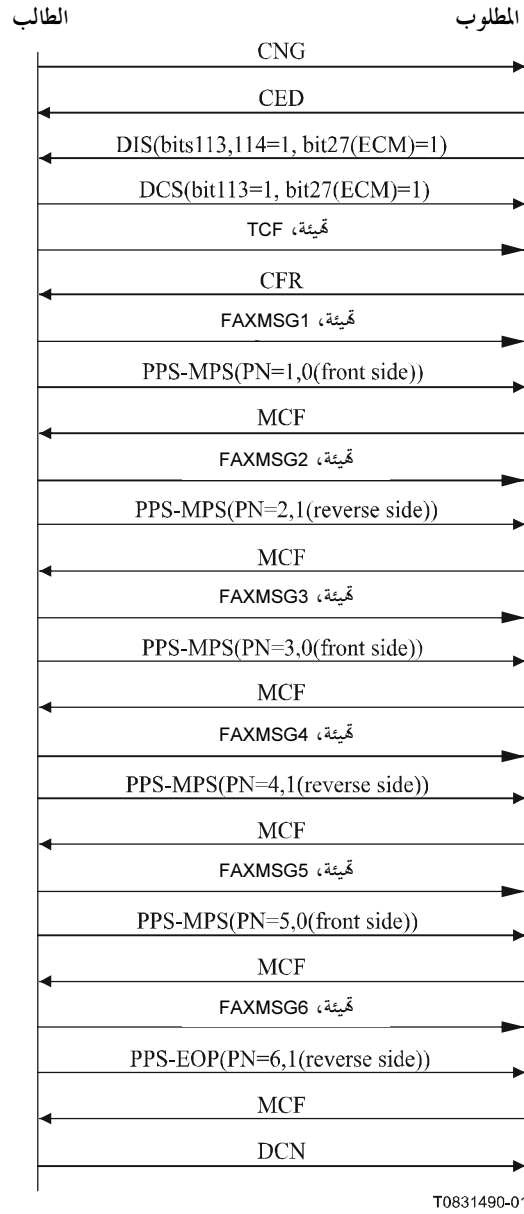 الطالب المطلوب
CNG
CED
DIS(bits113,114=1, bit27(ECM)=1)
DCS(bit113=1, bit27(ECM)=1)
تهيئة، TCF
CFR
تهيئة، FAXMSG1
PPS-MPS(PN=1,0(front side))
MCF
تهيئة، FAXMSG2
PPS-MPS(PN=2,1(reverse side))
MCF
تهيئة، FAXMSG3
PPS-MPS(PN=3,0(front side))
MCF
تهيئة، FAXMSG4
PPS-MPS(PN=4,1(reverse side))
MCF
تهيئة، FAXMSG5
PPS-MPS(PN=5,0(front side))
MCF
تهيئة، FAXMSG6
PPS-EOP(PN=6,1(reverse side))
MCF
DCN
T0831490-01